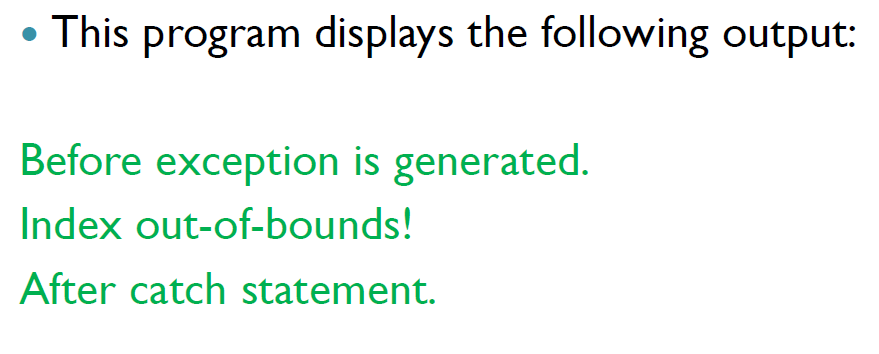 • This program displays the following output:
Before exception is generated.
Index out-of-bounds!
After catch statement.